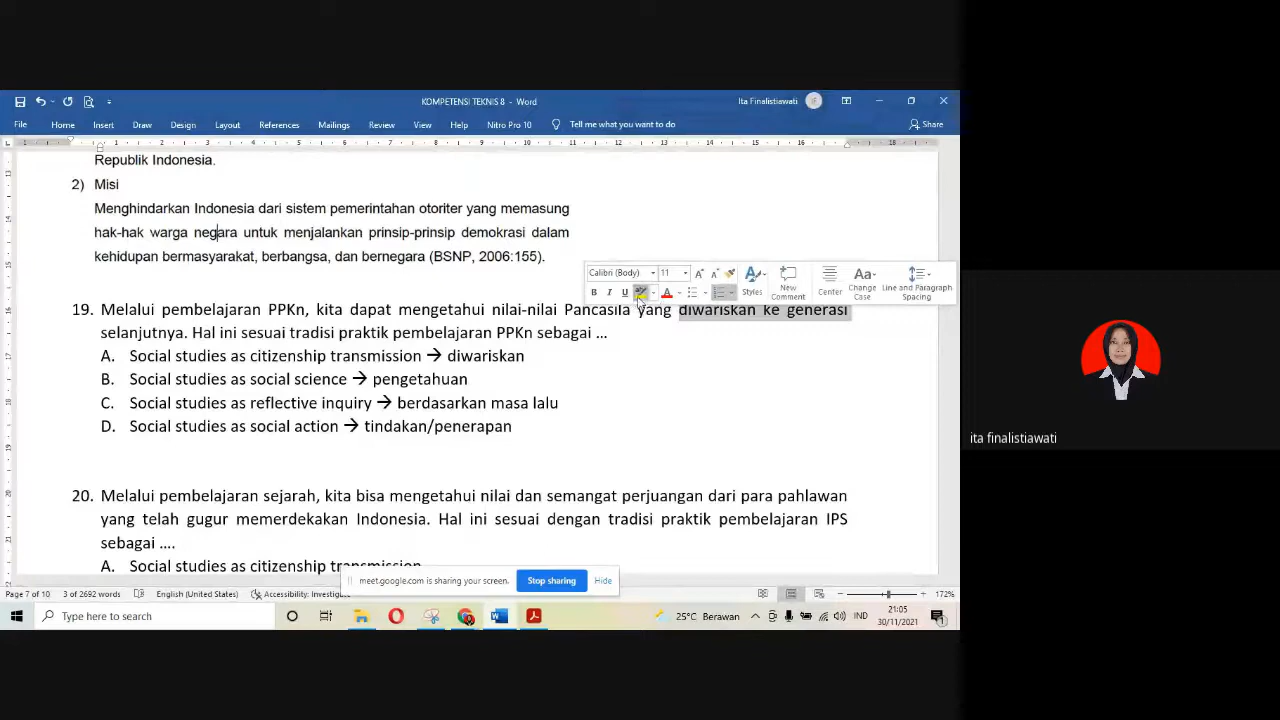 KOMPETENSI TEKNIS 8 - Word
Ita Finalistiawati
IF
File Home Insert Draw Design Layout References Mailings Review View Help Nitro Pro 10 Tell me what you want to do Share
Republik Indonesia.
2) Misi
Menghindarkan Indonesia dari sistem pemerintahan otoriter yang memasung
hak-hak warga negara untuk menjalankan prinsip-prinsip demokrasi dalam
kehidupan bermasyarakat, berbangsa, dan bernegara (BSNP, 2006:155).
Calibri (Body) 11
Styles New Comment Center Change Case Line and Paragraph Spacing
19. Melalui pembelajaran PPKn, kita dapat mengetahui nilai-nilai Pancasila yang diwariskan ke generasi
selanjutnya. Hal ini sesuai tradisi praktik pembelajaran PPKn sebagai ...
A. Social studies as citizenship transmission → diwariskan
B. Social studies as social science → pengetahuan
C. Social studies as reflective inquiry → berdasarkan masa lalu
D. Social studies as social action → tindakan/penerapan
20. Melalui pembelajaran sejarah, kita bisa mengetahui nilai dan semangat perjuangan dari para pahlawan
yang telah gugur memerdekakan Indonesia. Hal ini sesuai dengan tradisi praktik pembelajaran IPS
sebagai ....
A. Social studies as citizenship transmission
meet.google.com is sharing your screen. Stop sharing Hide
Page 7 of 10 3 of 2692 words English (United States) Accessibility: Investig 172%
Type here to search
25°C Berawan
IND
21:05
30/11/2021
ita finalistiawati